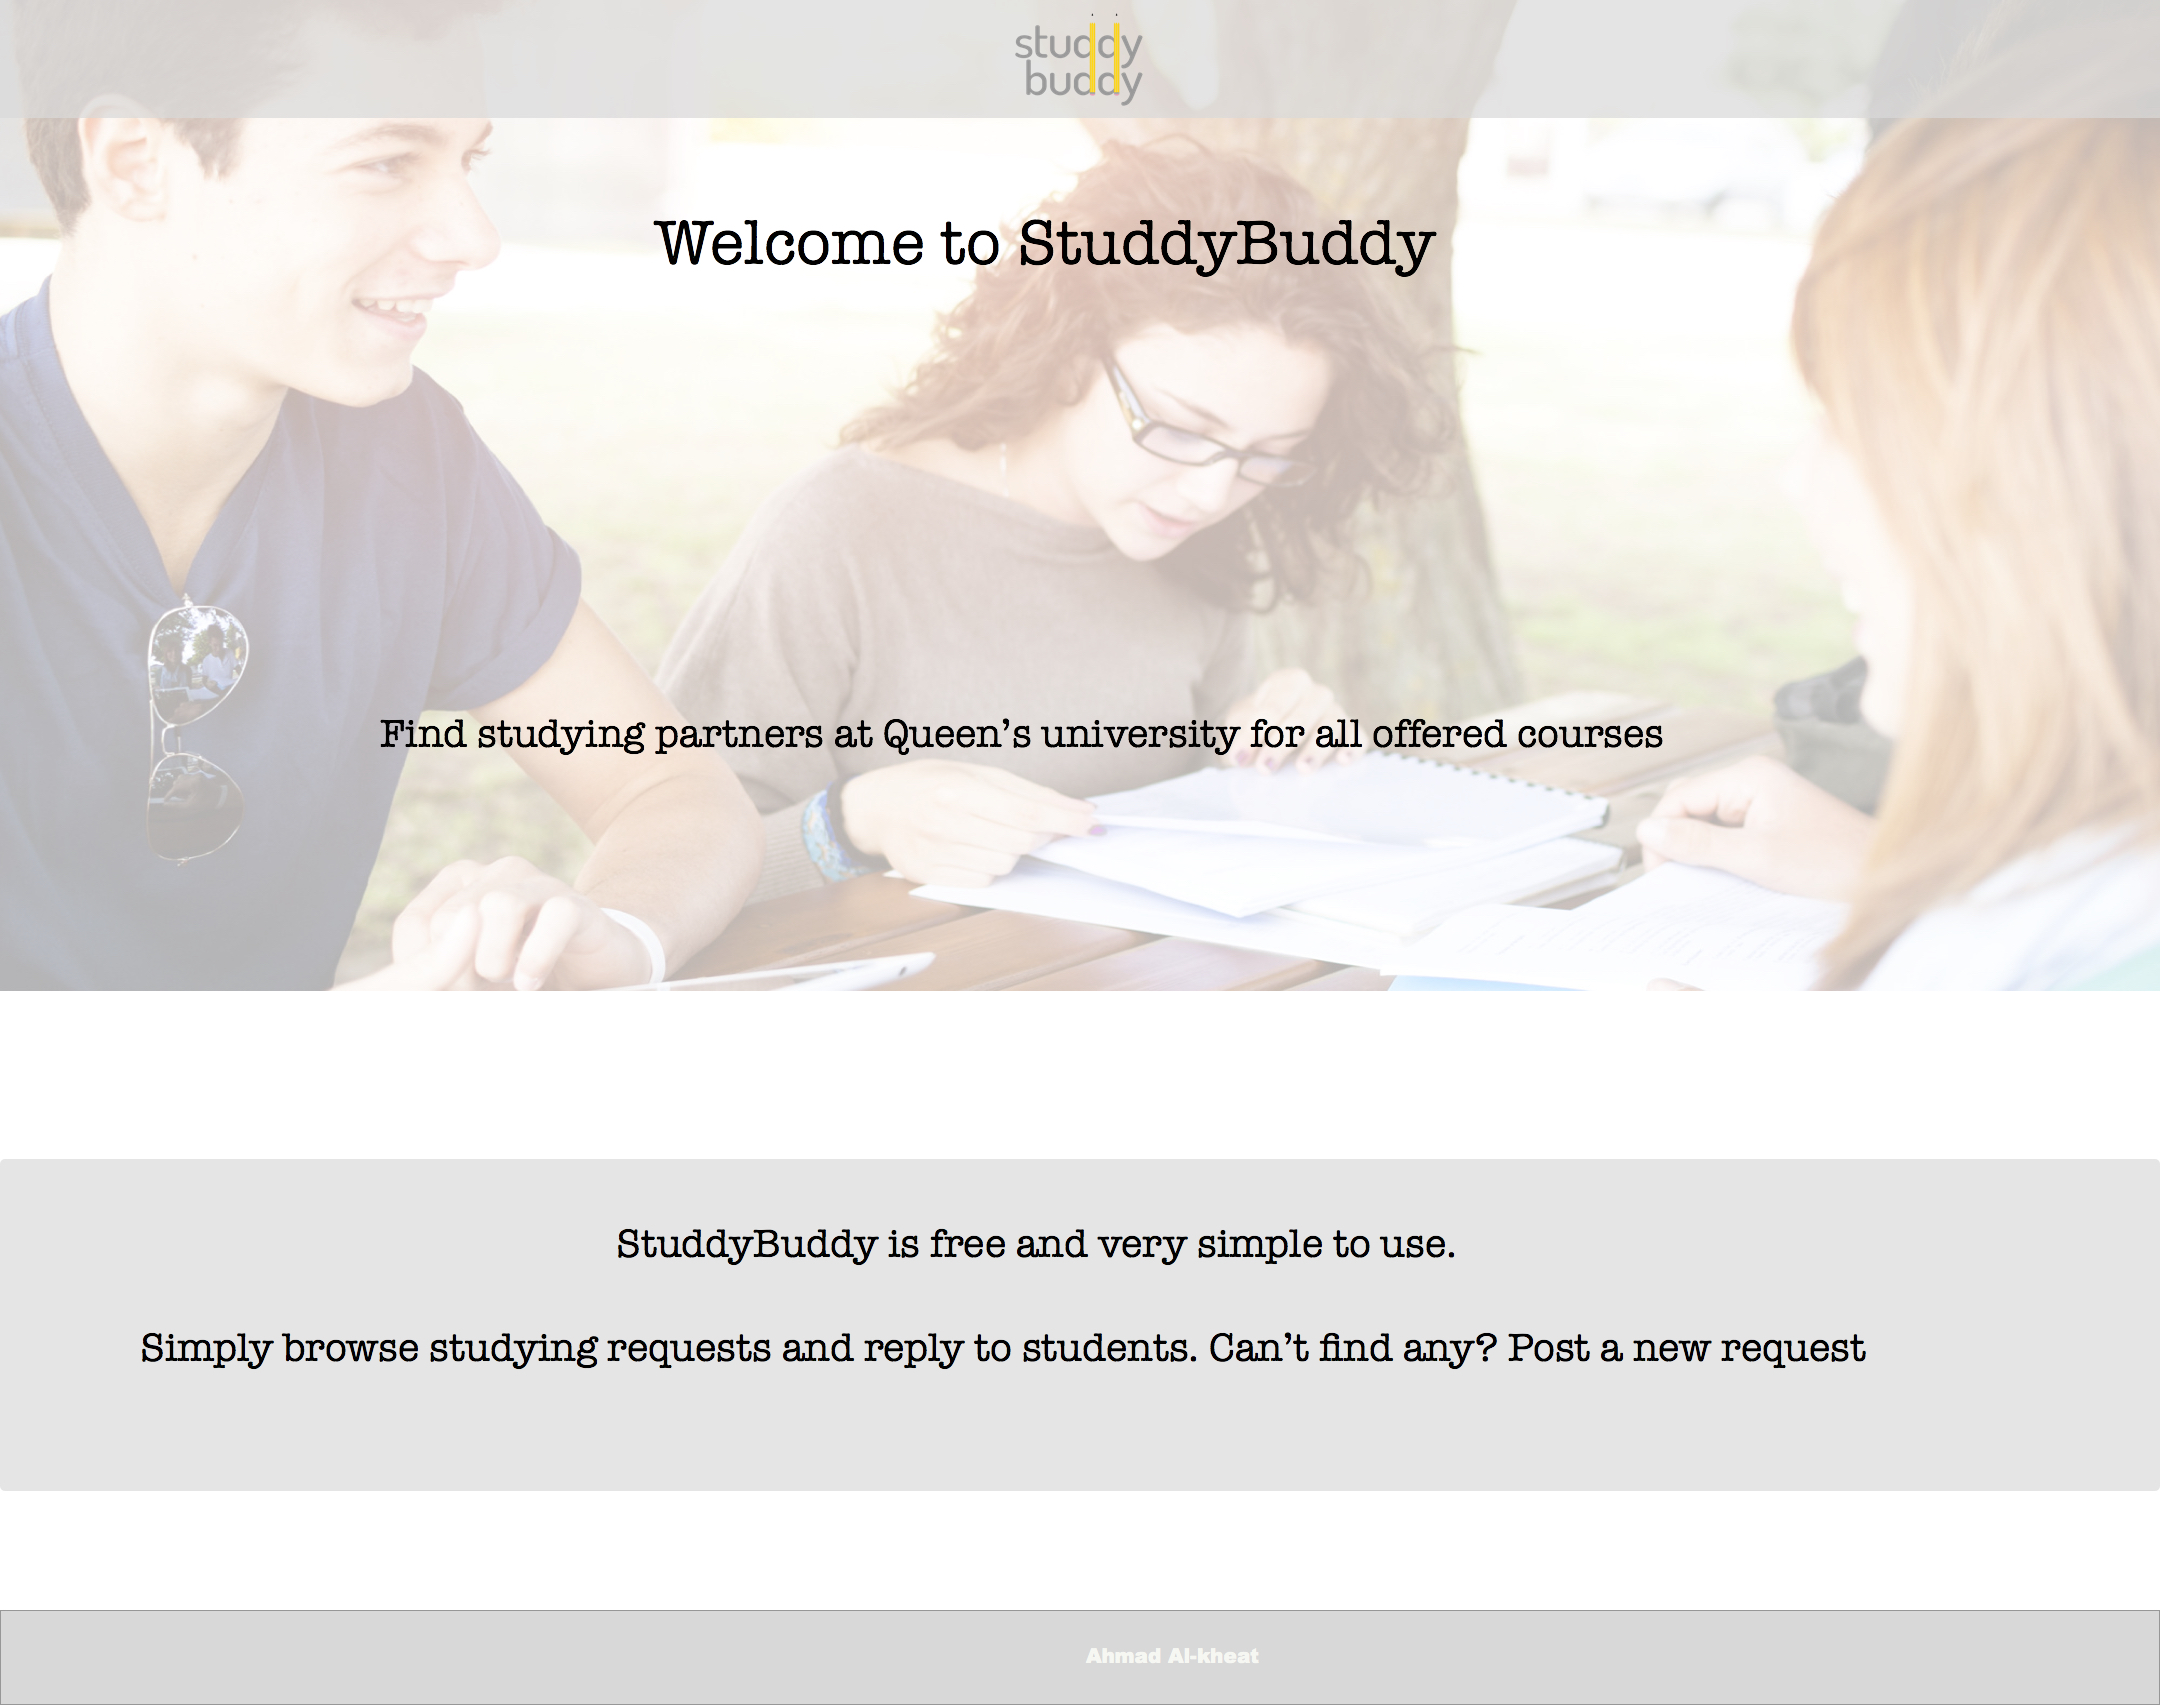 studdy
buddy
Welcome to StuddyBuddy
Find studying partners at Queen’s university for all offered courses
StuddyBuddy is free and very simple to use.
Simply browse studying requests and reply to students. Can’t find any? Post a new request
Ahmad Al-kheat